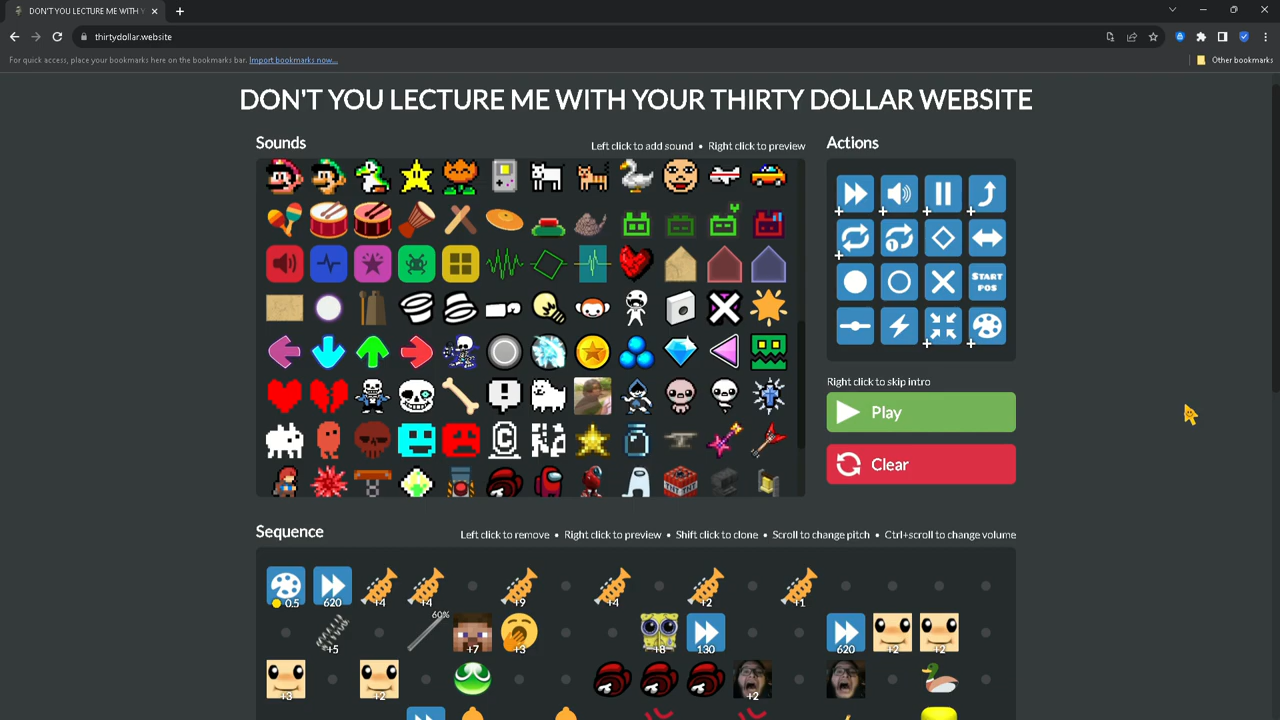 DON'T YOU LECTURE ME WITH Y
thirtydollar.website
For quick access, place your bookmarks here on the bookmarks bar. Import bookmarks now...
Other bookmarks
DON'T YOU LECTURE ME WITH YOUR THIRTY DOLLAR WEBSITE
Sounds
Left click to add sound • Right click to preview
Actions
START POS
Right click to skip intro
Play
Clear
Sequence
Left click to remove • Right click to preview • Shift click to clone • Scroll to change pitch • Ctrl+scroll to change volume
0.5 620 +4 +4 +9 +4 +2 +1
+5 60% +7 +3 +8 130 620 +2 +2
+3 +2 +2